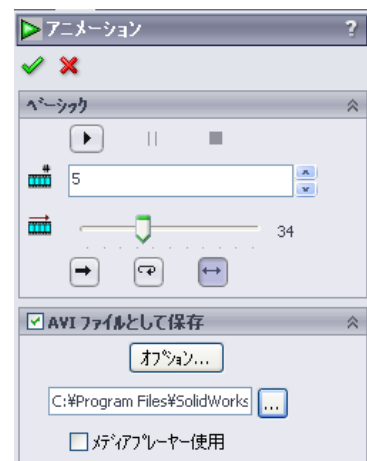 アニメーション ?
ﾍﾞｰｼｯｸ
#
5
34
AVI ﾌｧｲﾙとして保存
ｵﾌﾟｼｮﾝ...
C:¥Program Files¥SolidWorks ...
ﾒﾃﾞｨｱﾌﾟﾚｰﾔｰ使用